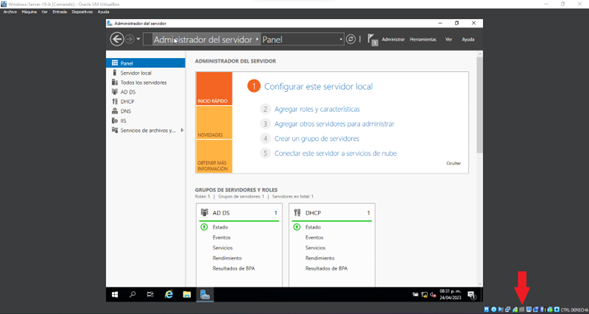 Windows-Server-19-A [Corriendo] - Oracle VM VirtualBox
Archivo Máquina Ver Entrada Dispositivos Ayuda
Administrador del servidor
Administrador del servidor Panel
Administrar Herramientas Ver Ayuda
Panel
Servidor local
Todos los servidores
AD DS
DHCP
DNS
IIS
Servicios de archivos y...
ADMINISTRADOR DEL SERVIDOR
INICIO RÁPIDO
NOVEDADES
OBTENER MÁS
INFORMACIÓN
1 Configurar este servidor local
2 Agregar roles y características
3 Agregar otros servidores para administrar
4 Crear un grupo de servidores
5 Conectar este servidor a servicios de nube
Ocultar
GRUPOS DE SERVIDORES Y ROLES
Roles: 5 | Grupos de servidores: 1 | Servidores en total: 1
AD DS 1
Estado
Eventos
Servicios
Rendimiento
Resultados de BPA
DHCP 1
Estado
Eventos
Servicios
Rendimiento
Resultados de BPA
08:31 p. m.
24/04/2023
CTRL DERECHA